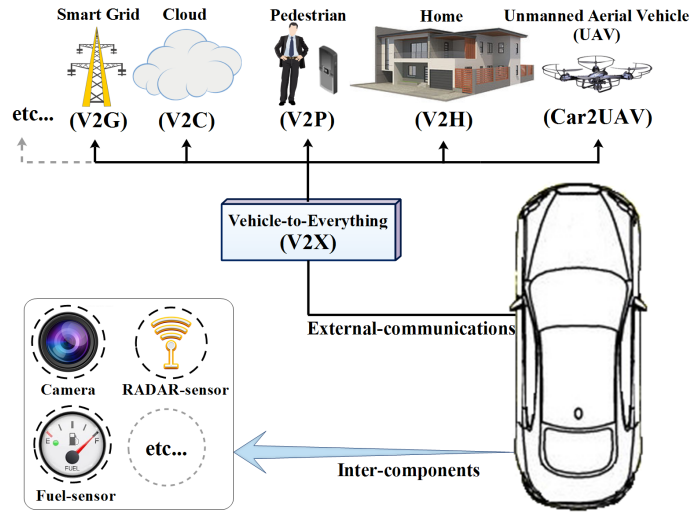 Smart Grid
Cloud
Pedestrian
Home
Unmanned Aerial Vehicle
(UAV)
etc...
(V2G)
(V2C)
(V2P)
(V2H)
(Car2UAV)
Vehicle-to-Everything
(V2X)
External-communications
Camera
RADAR-sensor
E
F
FUEL
Fuel-sensor
etc...
Inter-components